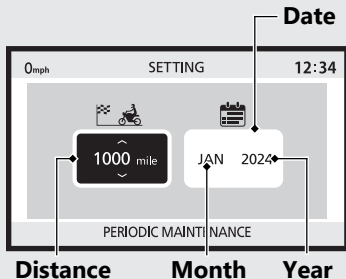 Date
0mph SETTING 12:34
1000 mile JAN 2024
PERIODIC MAINTENANCE
Distance Month Year